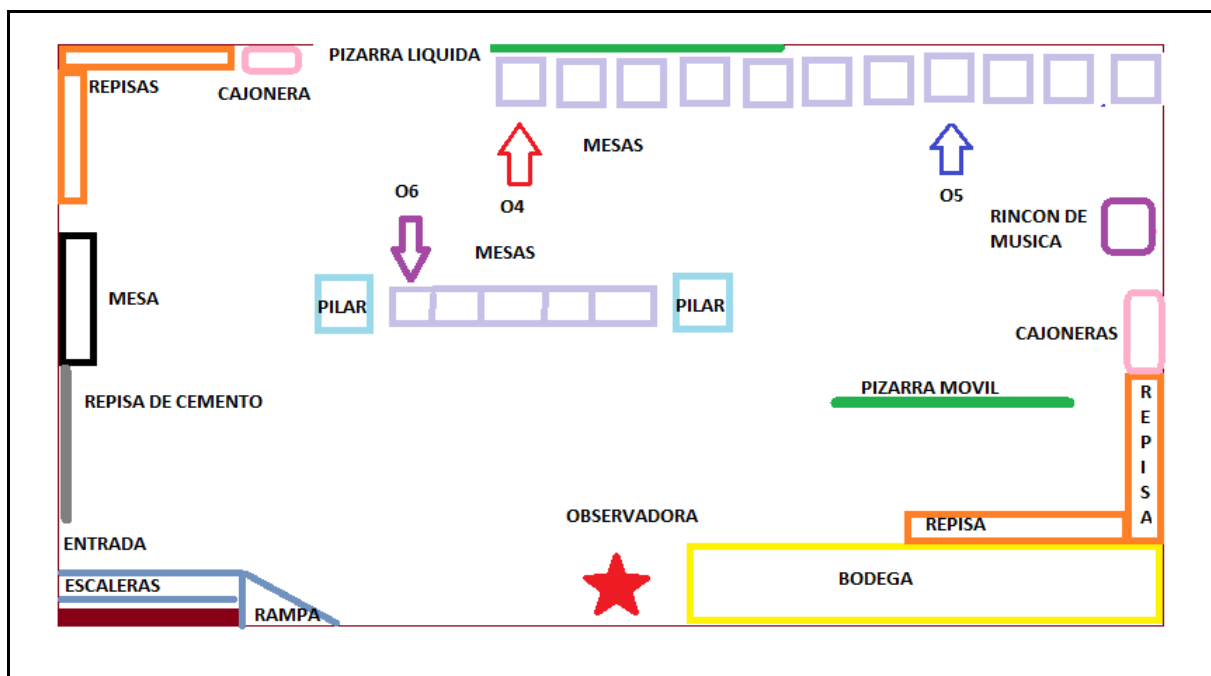 PIZARRA LIQUIDA
REPISAS
CAJONERA
MESAS
O6
O4
O5
RINCON DE
MUSICA
MESAS
MESA
PILAR
PILAR
CAJONERAS
REPISA DE CEMENTO
PIZARRA MOVIL
REPISA
OBSERVADORA
REPISA
ENTRADA
ESCALERAS
BODEGA
RAMPA